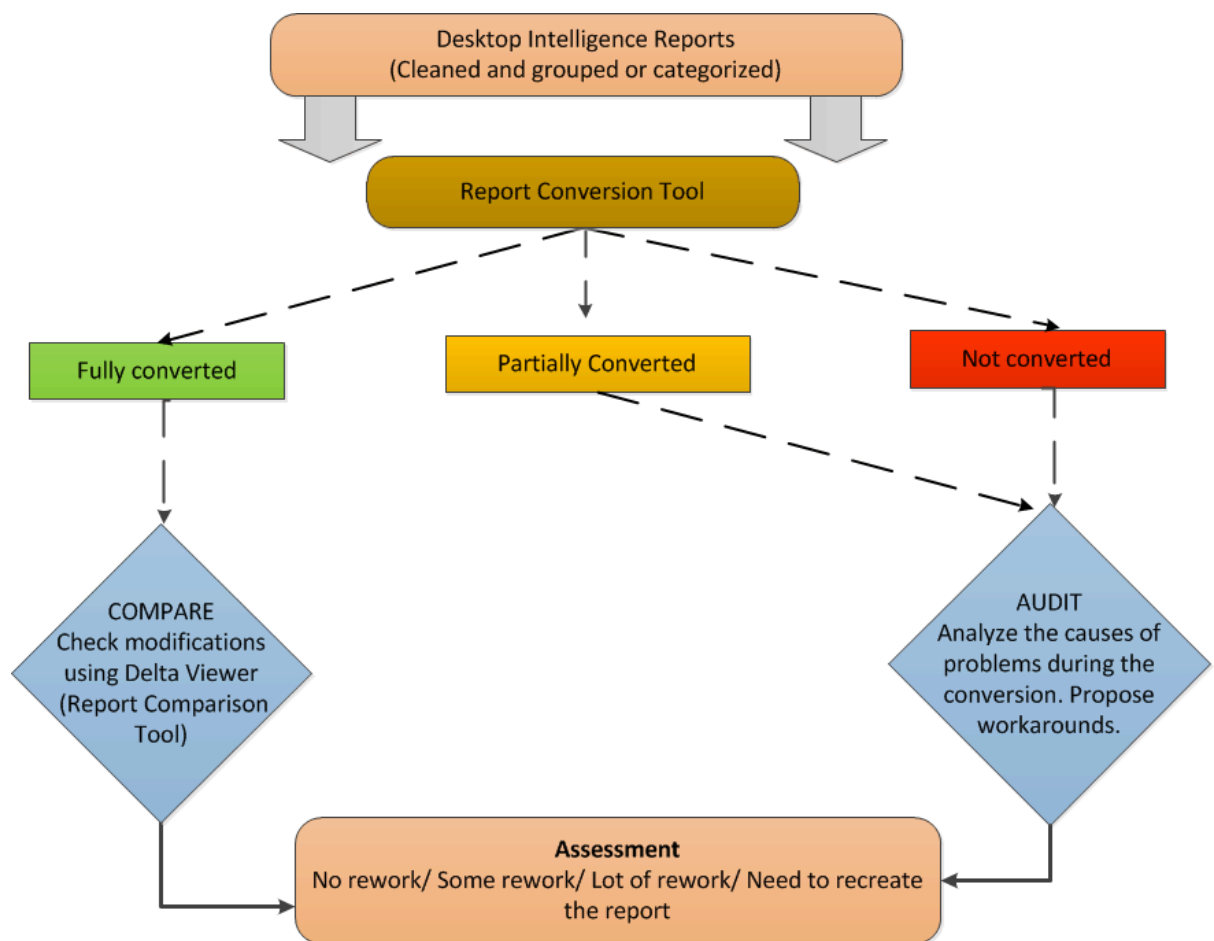 Desktop Intelligence Reports
(Cleaned and grouped or categorized)
Report Conversion Tool
Fully converted
Partially Converted
Not converted
COMPARE
Check modifications
using Delta Viewer
(Report Comparison
Tool)
AUDIT
Analyze the causes of
problems during the
conversion. Propose
workarounds.
Assessment
No rework/ Some rework/ Lot of rework/ Need to recreate
the report